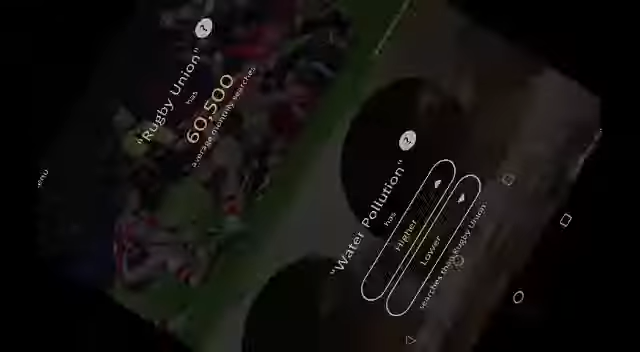 "Rugby Union"
?
has
60,500
average monthly searches
"Water Pollution"
?
has
Higher
Lower
searches than Rugby Union